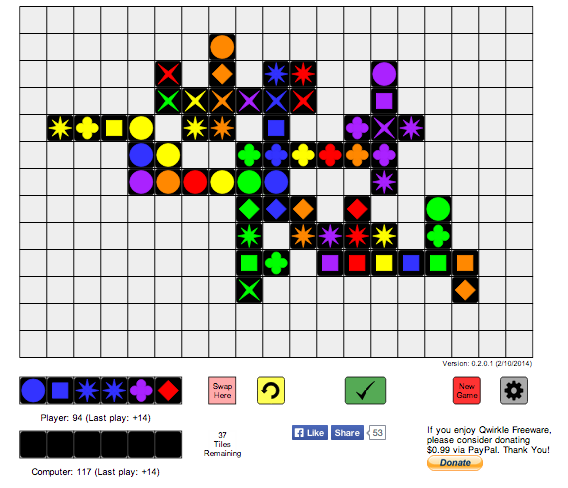 Version: 0.2.0.1 (2/10/2014)
Swap
Here
New
Game
Player: 94 (Last play: +14)
37
Tiles
Remaining
Like
Share
53
If you enjoy Qwirkle Freeware,
please consider donating
$0.99 via PayPal. Thank You!
Donate
Computer: 117 (Last play: +14)